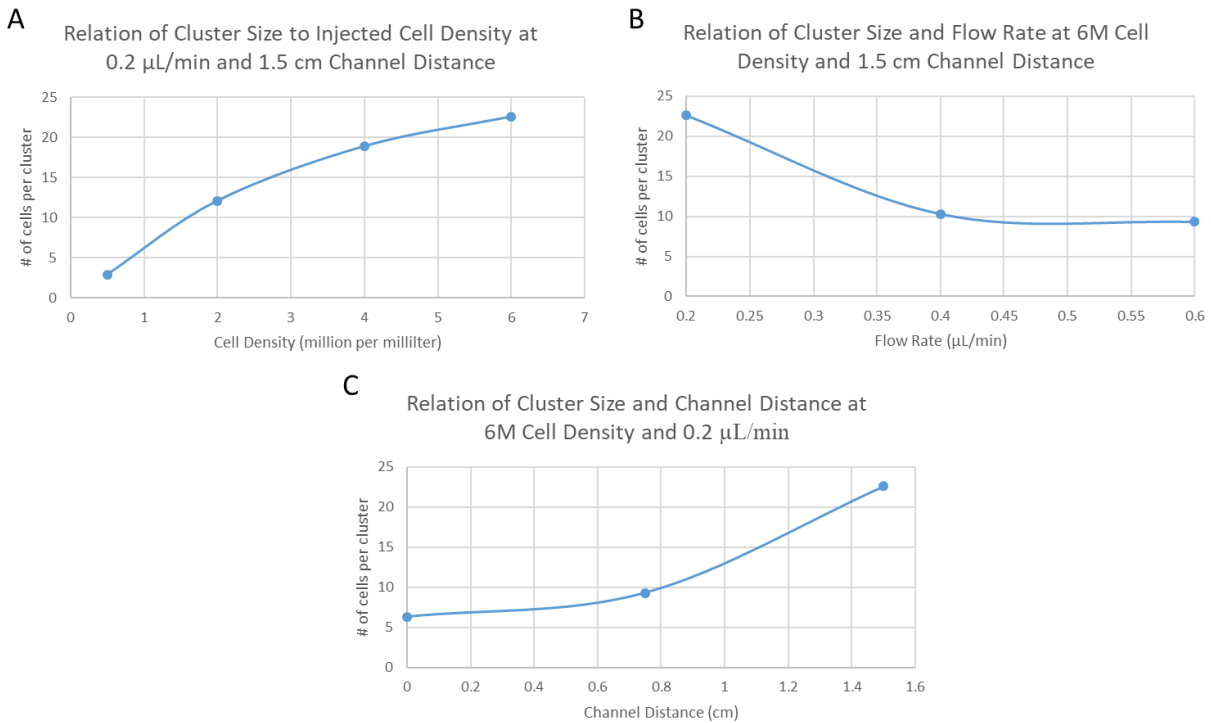 A
Relation of Cluster Size to Injected Cell Density at
0.2 µL/min and 1.5 cm Channel Distance
25
20
15
10
5
0
# of cells per cluster
0 1 2 3 4 5 6 7
Cell Density (million per millilter)
B
Relation of Cluster Size and Flow Rate at 6M Cell
Density and 1.5 cm Channel Distance
25
20
15
10
5
0
# of cells per cluster
0.2 0.25 0.3 0.35 0.4 0.45 0.5 0.55 0.6
Flow Rate (µL/min)
C
Relation of Cluster Size and Channel Distance at
6M Cell Density and 0.2 µL/min
25
20
15
10
5
0
# of cells per cluster
0 0.2 0.4 0.6 0.8 1 1.2 1.4 1.6
Channel Distance (cm)